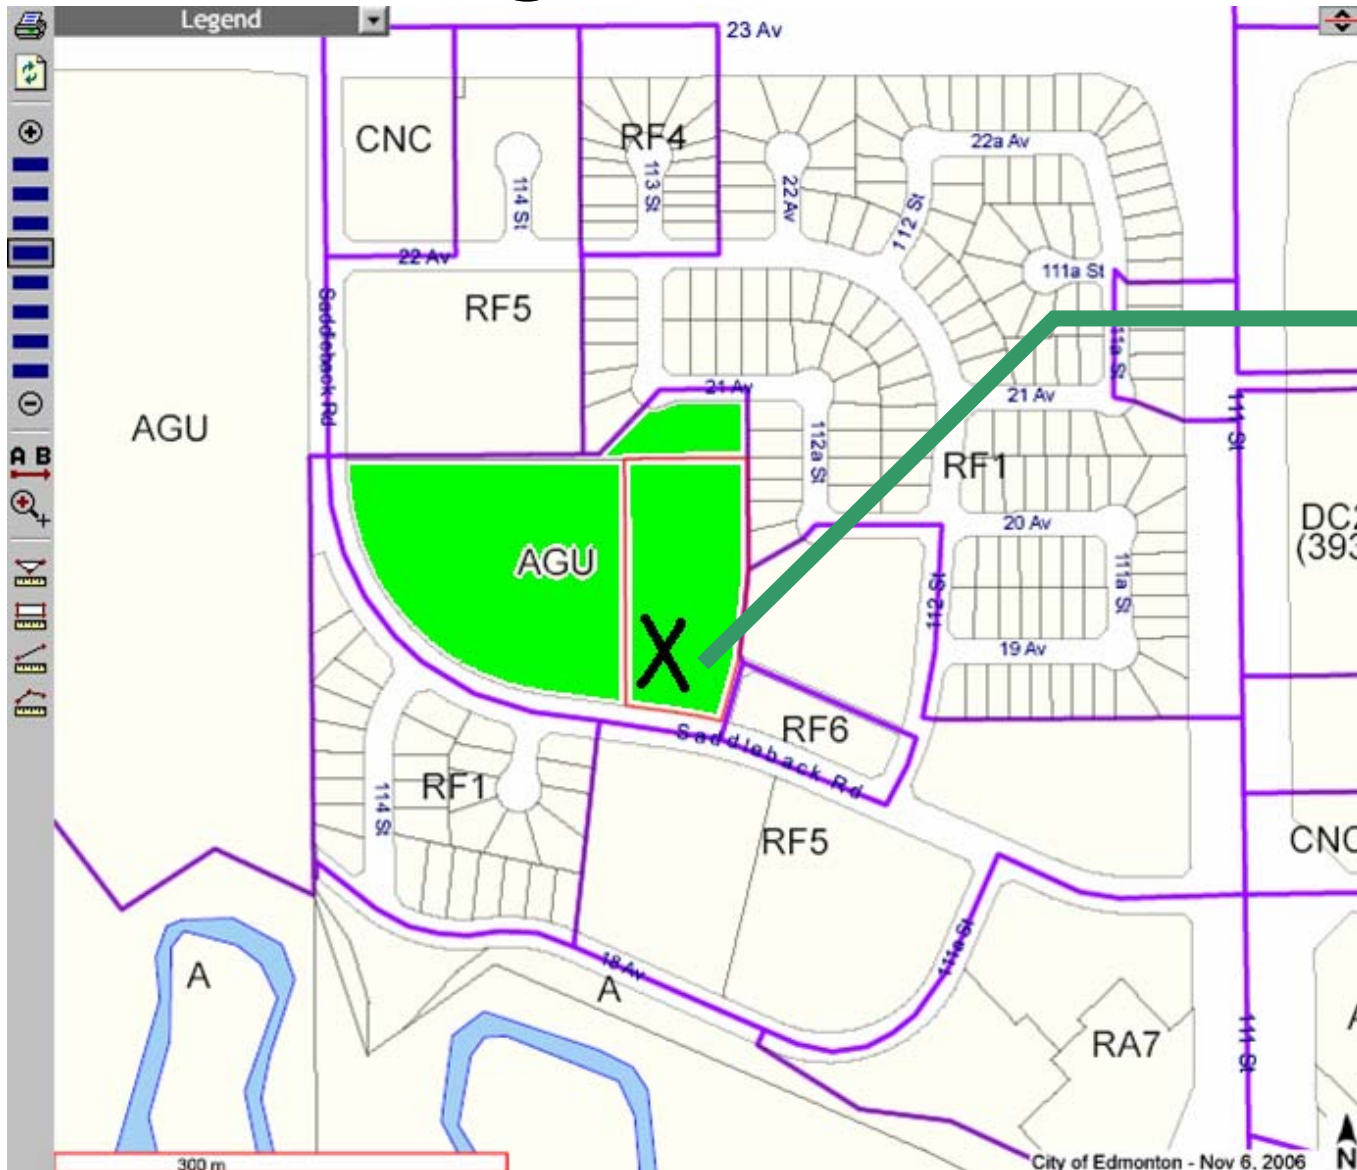 Legend
23 Av
CNC
RF4
22a Av
114 St
113 St
22 Av
112 St
22 Av
111a St
RF5
Saddleback Rd
21 Av
21 Av
111 St
AGU
112a St
RF1
A B
20 Av
DC2
AGU
111a St
112 St
19 Av
X
RF6
Saddleback Rd
RF1
114 St
RF5
CNC
111a St
18 Av
A
A
RA7
111 St
300 m
City of Edmonton - Nov 6, 2006
N